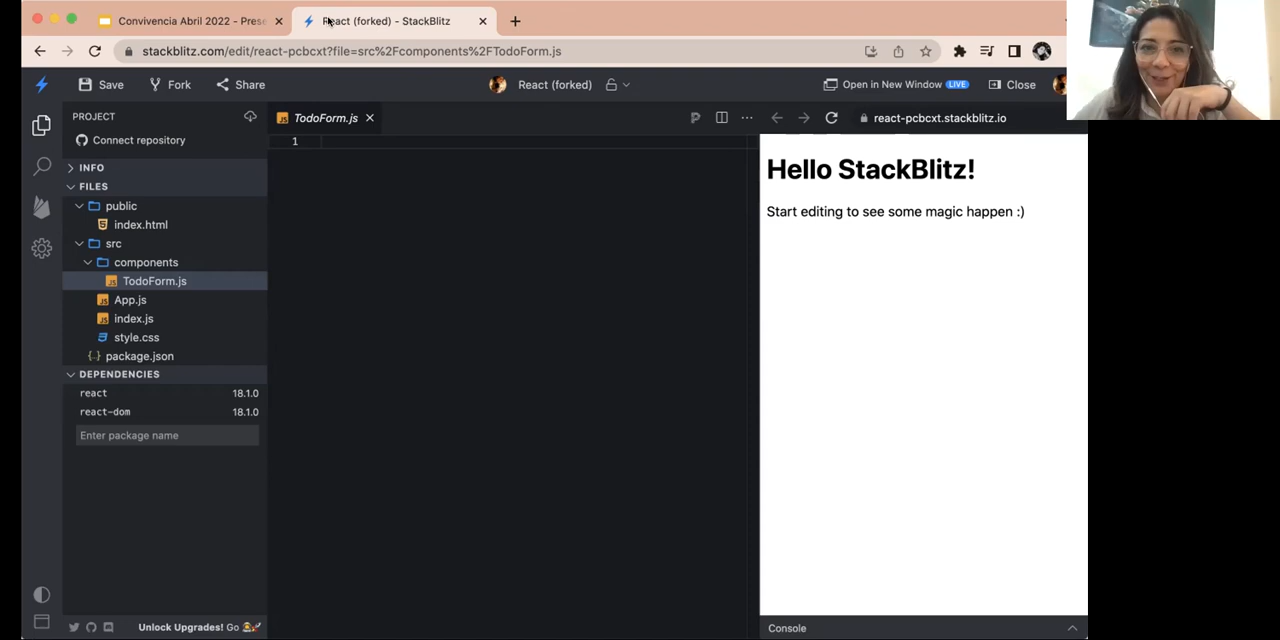 Convivencia Abril 2022 - Prese
React (forked) - StackBlitz
stackblitz.com/edit/react-pcbcxt?file=src%2Fcomponents%2FTodoForm.js
Save
Fork
Share
React (forked)
Open in New Window LIVE
Close
PROJECT
Connect repository
INFO
FILES
public
index.html
src
components
TodoForm.js
App.js
index.js
style.css
package.json
DEPENDENCIES
react 18.1.0
react-dom 18.1.0
Enter package name
Unlock Upgrades! Go
TodoForm.js
1
react-pcbcxt.stackblitz.io
Hello StackBlitz!
Start editing to see some magic happen :)
Console